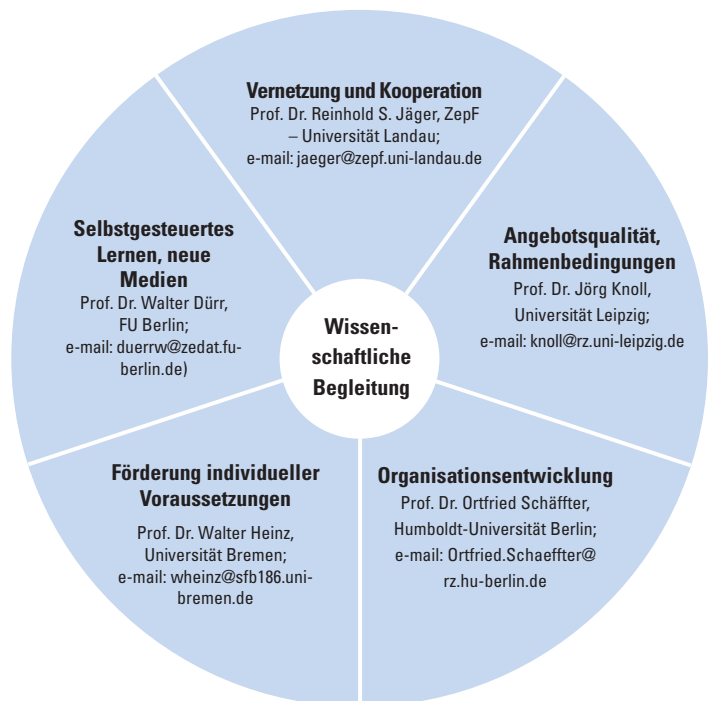 Vernetzung und Kooperation
Prof. Dr. Reinhold S. Jäger, ZepF
– Universität Landau;
e-mail: jaeger@zepf.uni-landau.de
Selbstgesteuertes
Lernen, neue
Medien
Prof. Dr. Walter Dürr,
FU Berlin;
e-mail: duerrw@zedat.fu-
berlin.de)
Angebotsqualität,
Rahmenbedingungen
Prof. Dr. Jörg Knoll,
Universität Leipzig;
e-mail: knoll@rz.uni-leipzig.de
Wissen-
schaftliche
Begleitung
Förderung individueller
Voraussetzungen
Prof. Dr. Walter Heinz,
Universität Bremen;
e-mail: wheinz@sfb186.uni-
bremen.de
Organisationsentwicklung
Prof. Dr. Ortfried Schäffter,
Humboldt-Universität Berlin;
e-mail: Ortfried.Schaeffter@
rz.hu-berlin.de